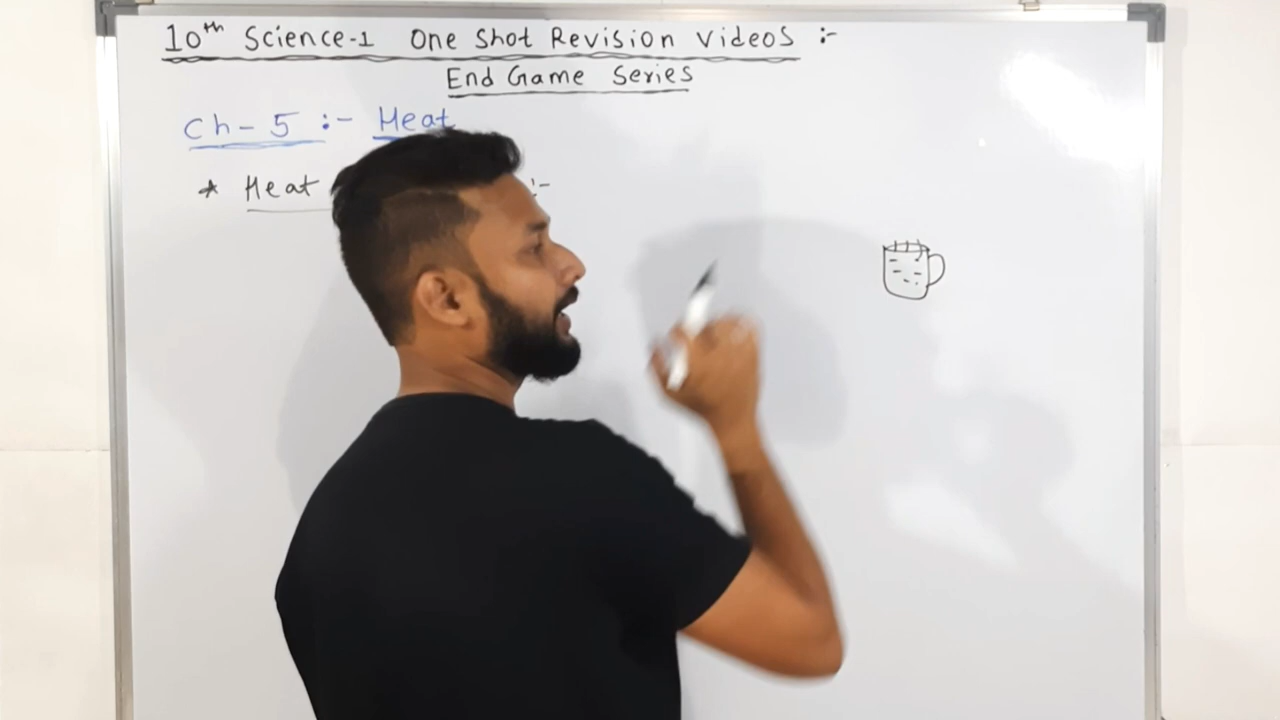 10th Science-1 One Shot Revision Videos :-
End Game Series
Ch - 5 :- Heat
* Heat :-